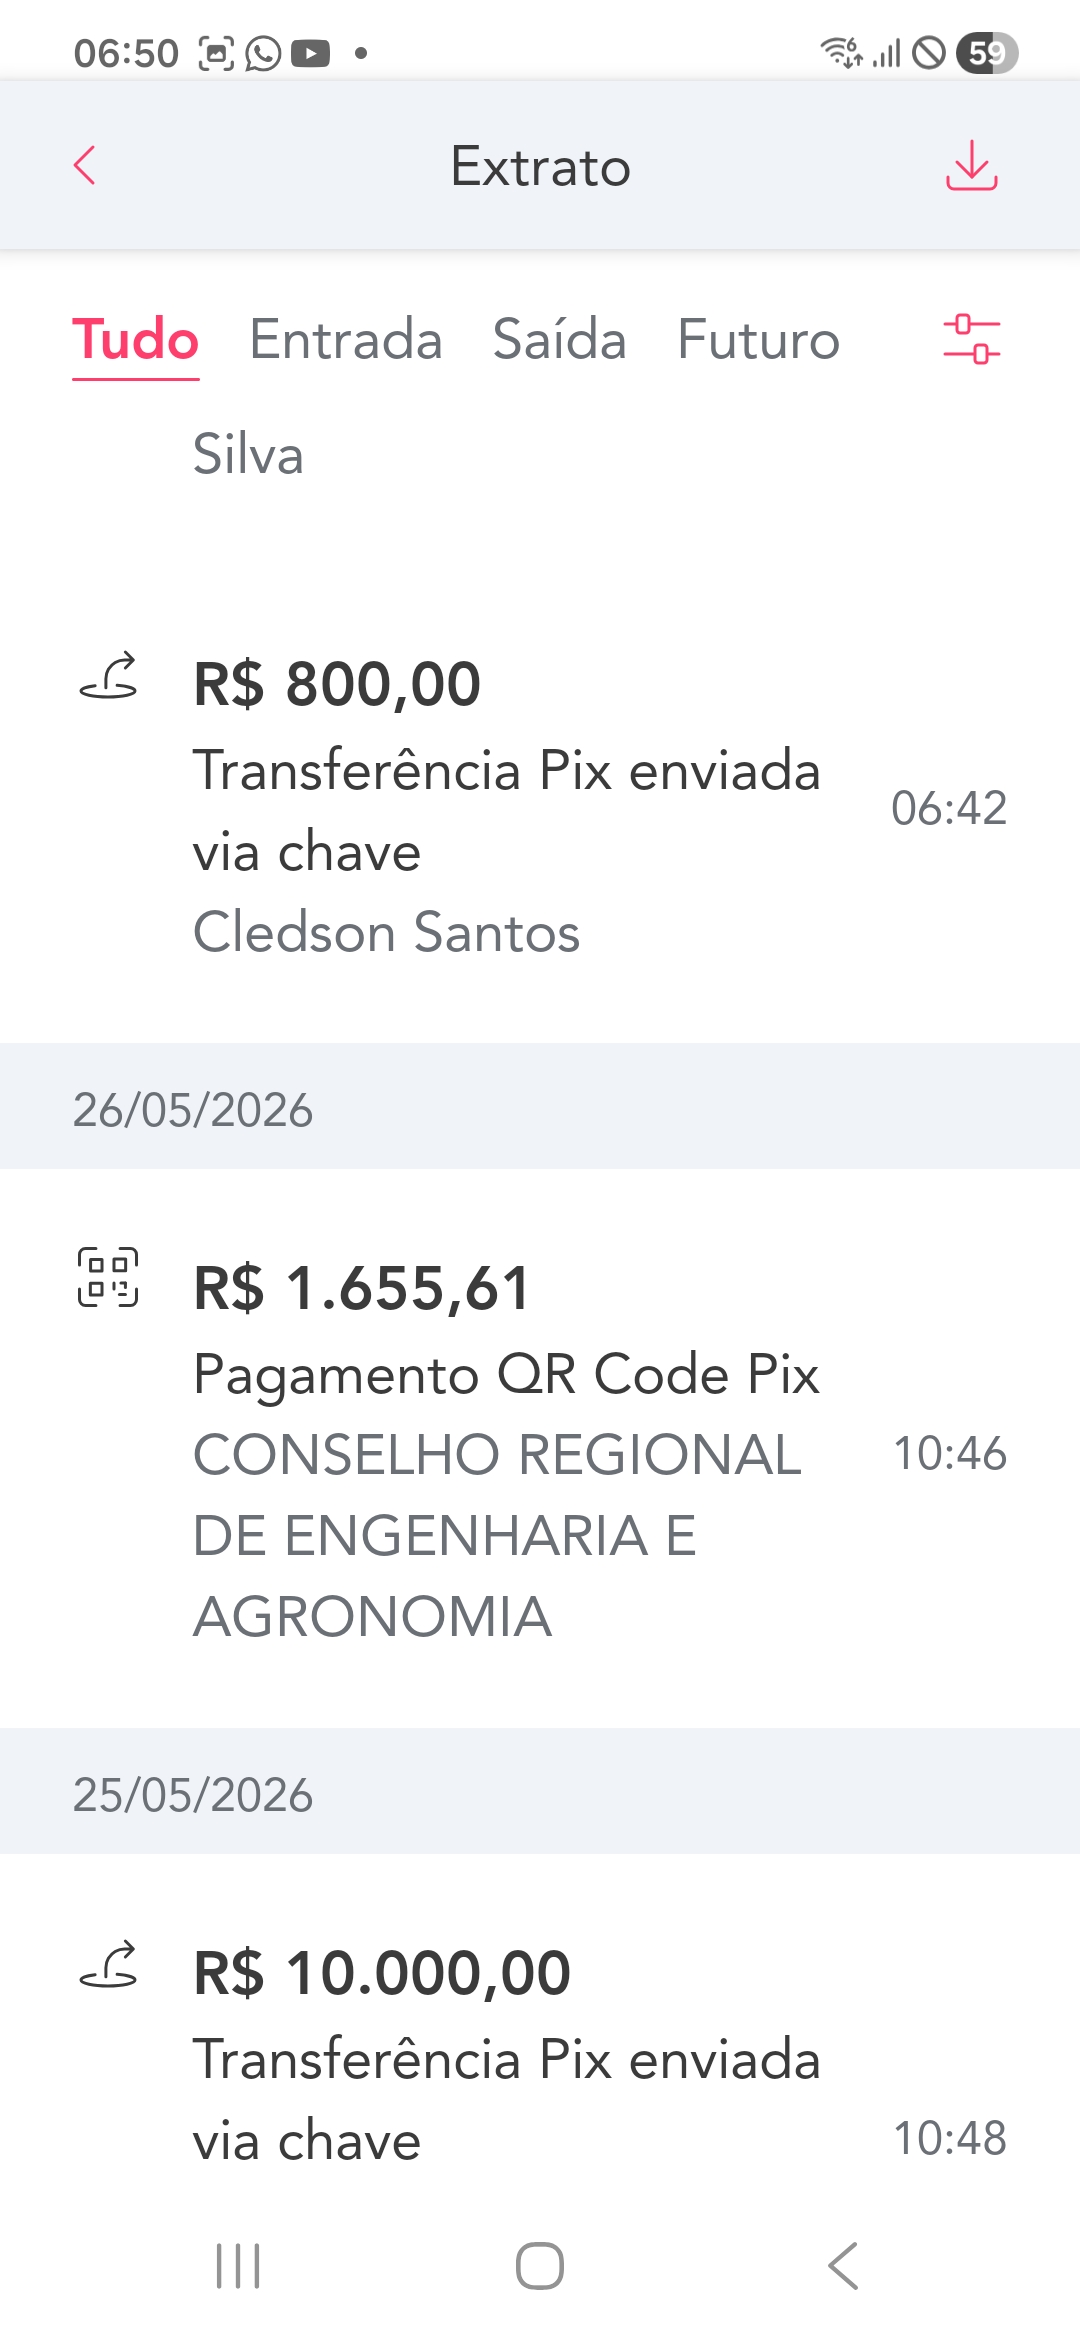 06:50
6
59
Extrato
Tudo Entrada Saída Futuro
Silva
R$ 800,00
Transferência Pix enviada
via chave
06:42
Cledson Santos
26/05/2026
R$ 1.655,61
Pagamento QR Code Pix
CONSELHO REGIONAL
10:46
DE ENGENHARIA E
AGRONOMIA
25/05/2026
R$ 10.000,00
Transferência Pix enviada
via chave
10:48